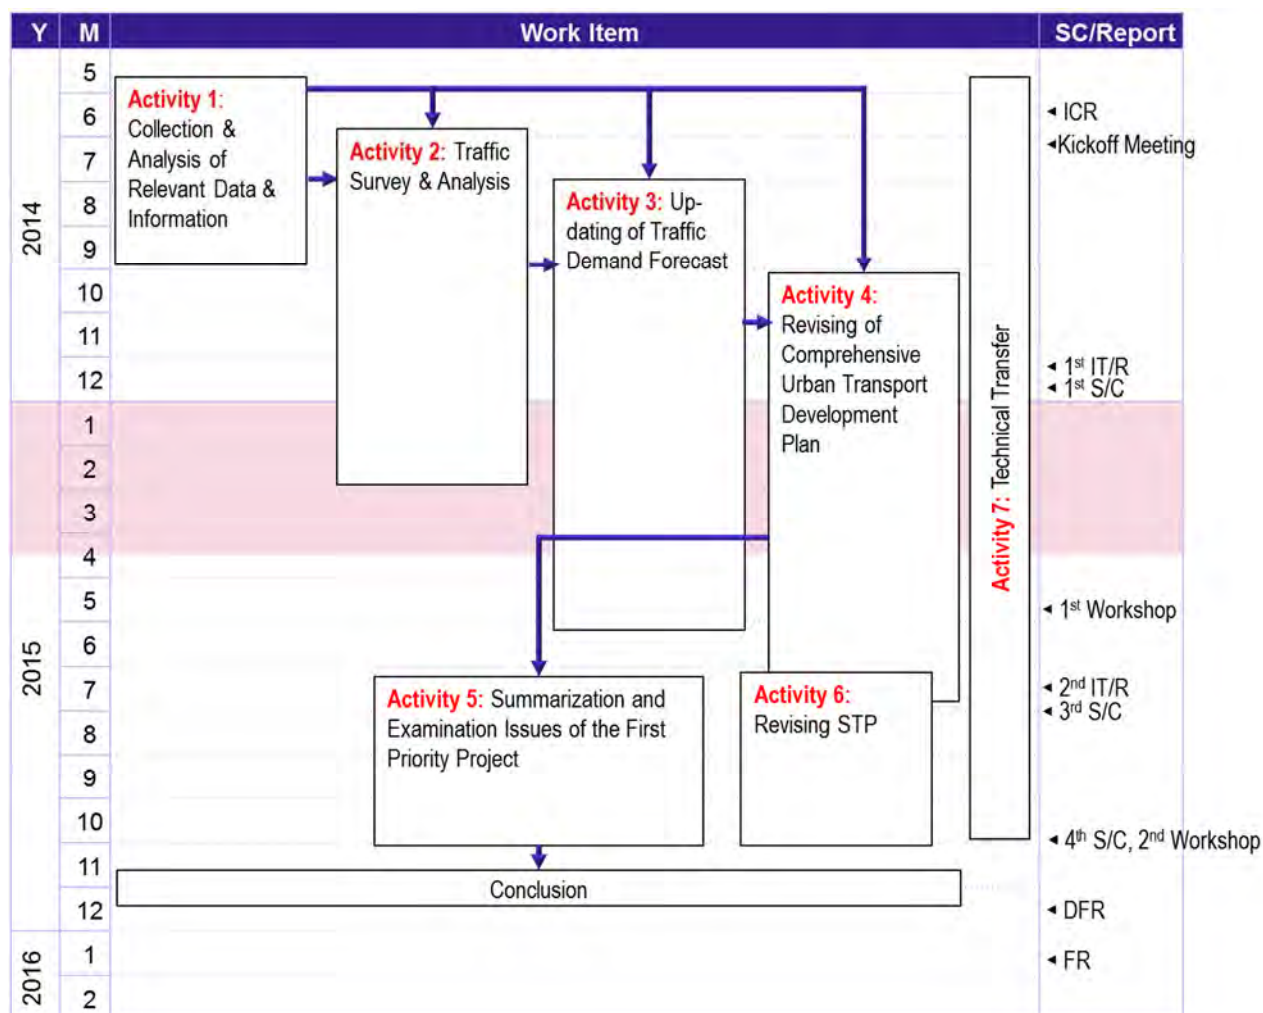 Y M Work Item SC/Report
2014
5
6
7
8
9
10
11
12
2015
1
2
3
4
5
6
7
8
9
10
11
12
2016
1
2
Activity 1:
Collection &
Analysis of
Relevant Data &
Information
Activity 2: Traffic
Survey & Analysis
Activity 3: Up-
dating of Traffic
Demand Forecast
Activity 4:
Revising of
Comprehensive
Urban Transport
Development
Plan
Activity 5: Summarization and
Examination Issues of the First
Priority Project
Activity 6:
Revising STP
Activity 7: Technical Transfer
Conclusion
ICR
Kickoff Meeting
1st IT/R
1st S/C
1st Workshop
2nd IT/R
3rd S/C
4th S/C, 2nd Workshop
DFR
FR